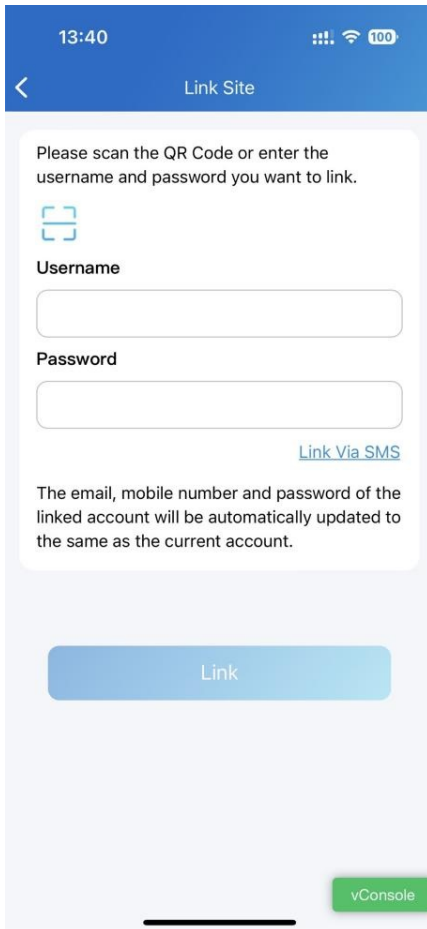 13:40
100
Link Site
Please scan the QR Code or enter the
username and password you want to link.
Username
Password
Link Via SMS
The email, mobile number and password of the
linked account will be automatically updated to
the same as the current account.
Link
vConsole